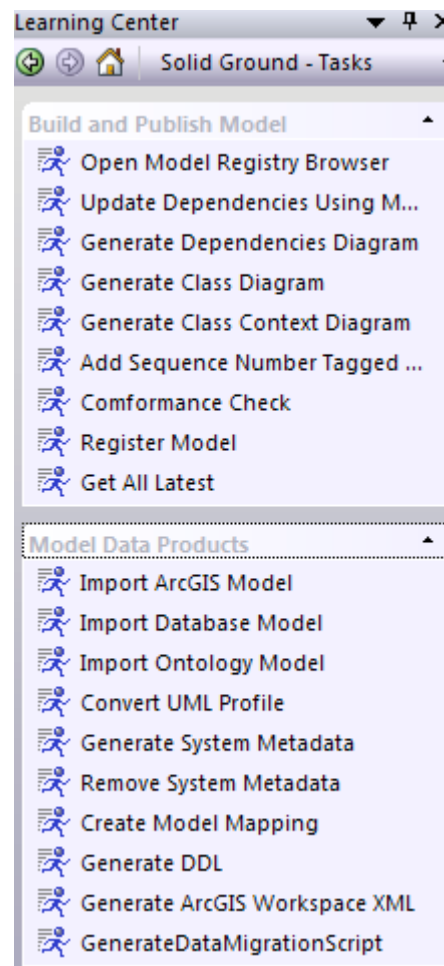 Learning Center
Solid Ground - Tasks
Build and Publish Model
Open Model Registry Browser
Update Dependencies Using M...
Generate Dependencies Diagram
Generate Class Diagram
Generate Class Context Diagram
Add Sequence Number Tagged ...
Comformance Check
Register Model
Get All Latest
Model Data Products
Import ArcGIS Model
Import Database Model
Import Ontology Model
Convert UML Profile
Generate System Metadata
Remove System Metadata
Create Model Mapping
Generate DDL
Generate ArcGIS Workspace XML
GenerateDataMigrationScript